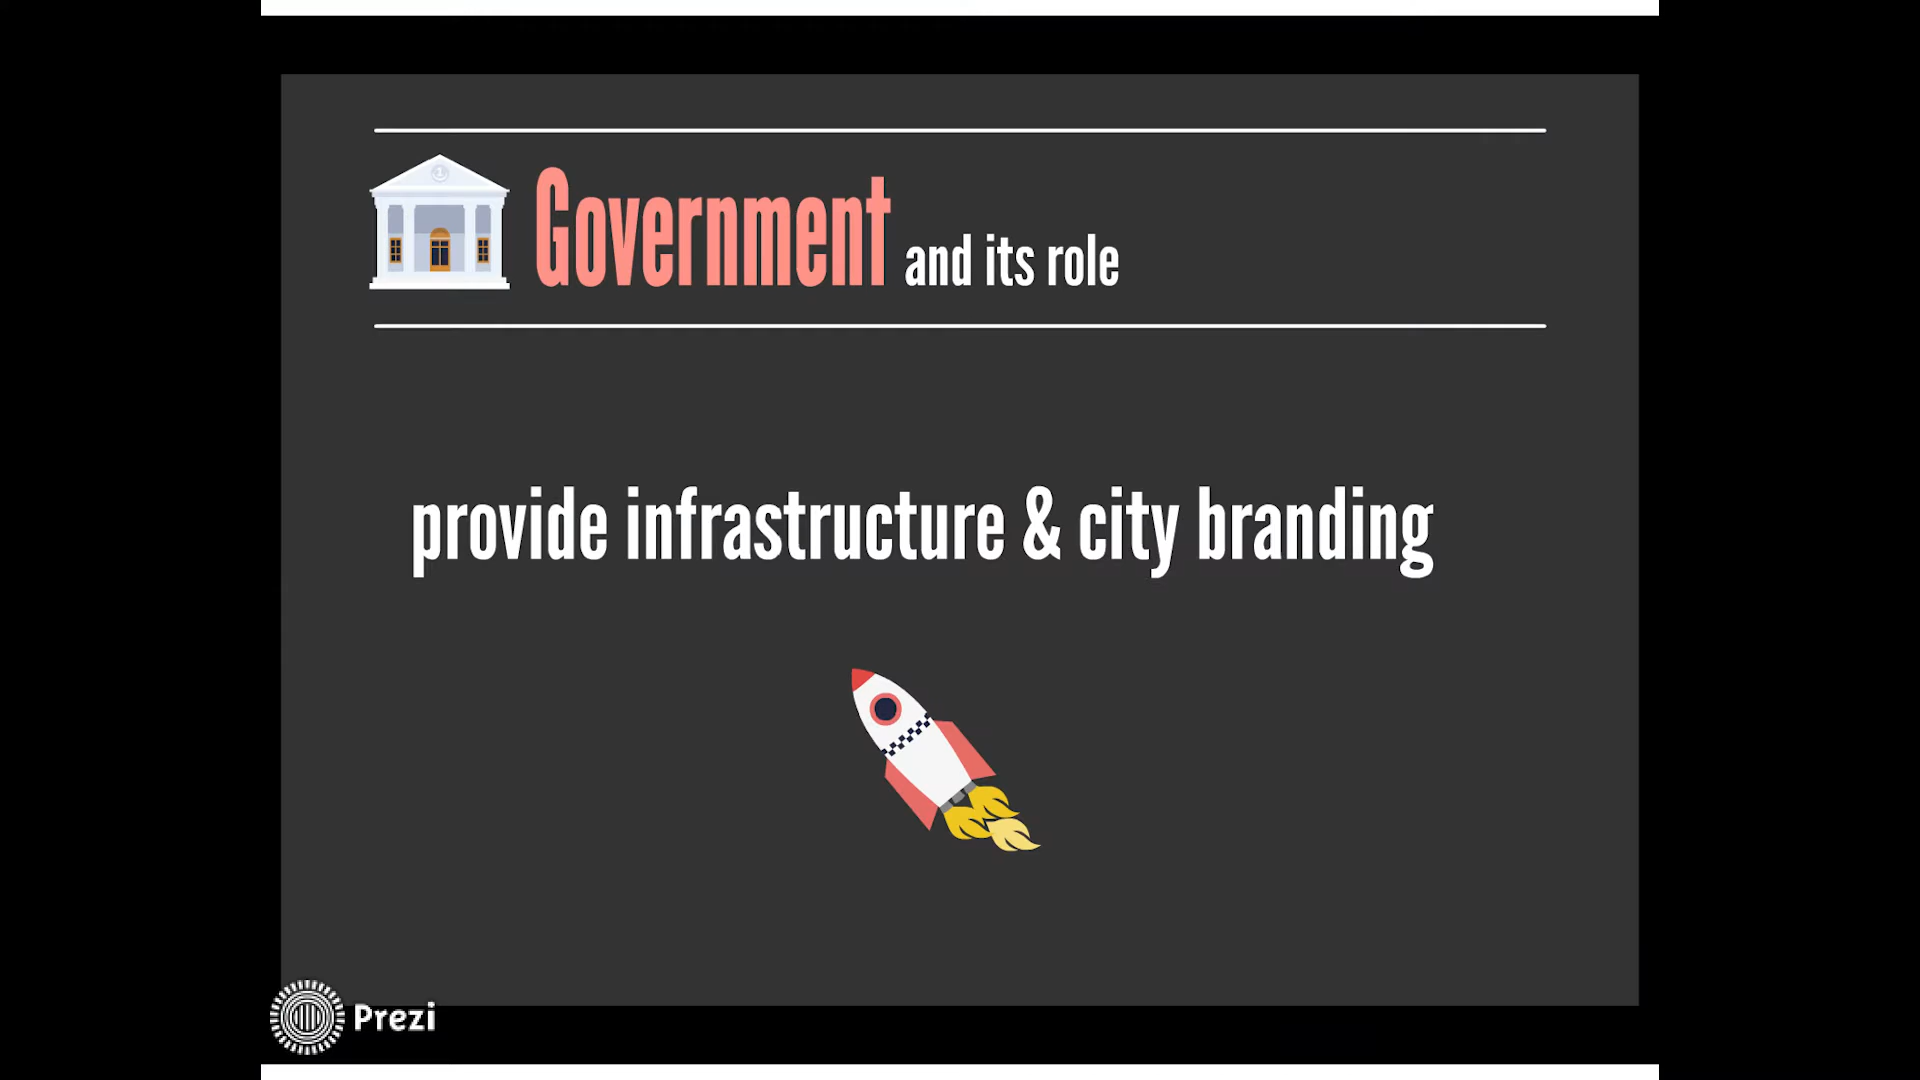 Government and its role
provide infrastructure & city branding
Prezi